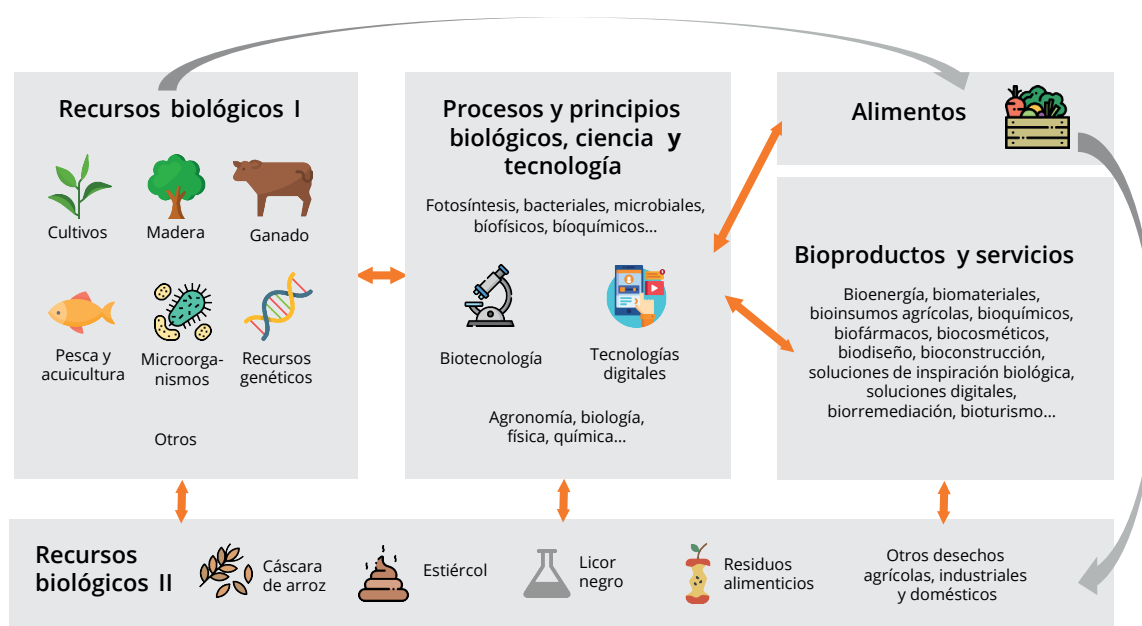 Recursos biológicos I
Cultivos
Madera
Ganado
Pesca y
acuicultura
Microorga-
nismos
Recursos
genéticos
Otros
Procesos y principios
biológicos, ciencia y
tecnología
Fotosíntesis, bacteriales, microbiales,
bíofísicos, bíoquímicos...
Biotecnología
Tecnologías
digitales
Agronomía, biología,
física, química...
Alimentos
Bioproductos y servicios
Bioenergía, biomateriales,
bioinsumos agrícolas, bioquímicos,
biofármacos, biocosméticos,
biodiseño, bioconstrucción,
soluciones de inspiración biológica,
soluciones digitales,
biorremediación, bioturismo...
Recursos
biológicos II
Cáscara
de arroz
Estiércol
Licor
negro
Residuos
alimenticios
Otros desechos
agrícolas, industriales
y domésticos